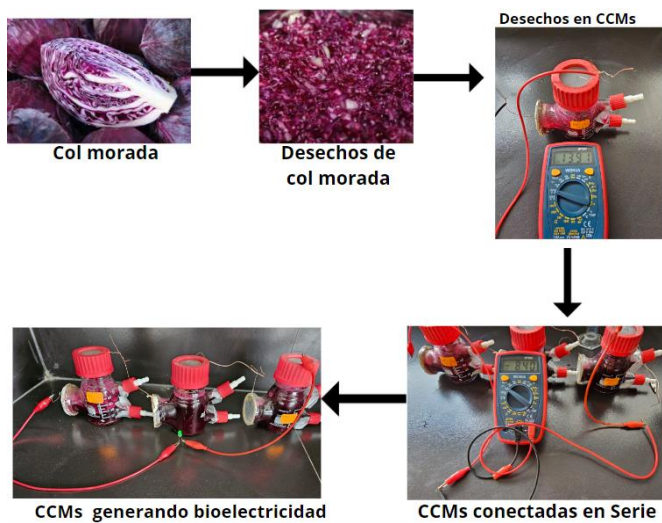 Desechos en CCMs
Col morada
Desechos de
col morada
CCMs generando bioelectricidad
CCMs conectadas en Serie